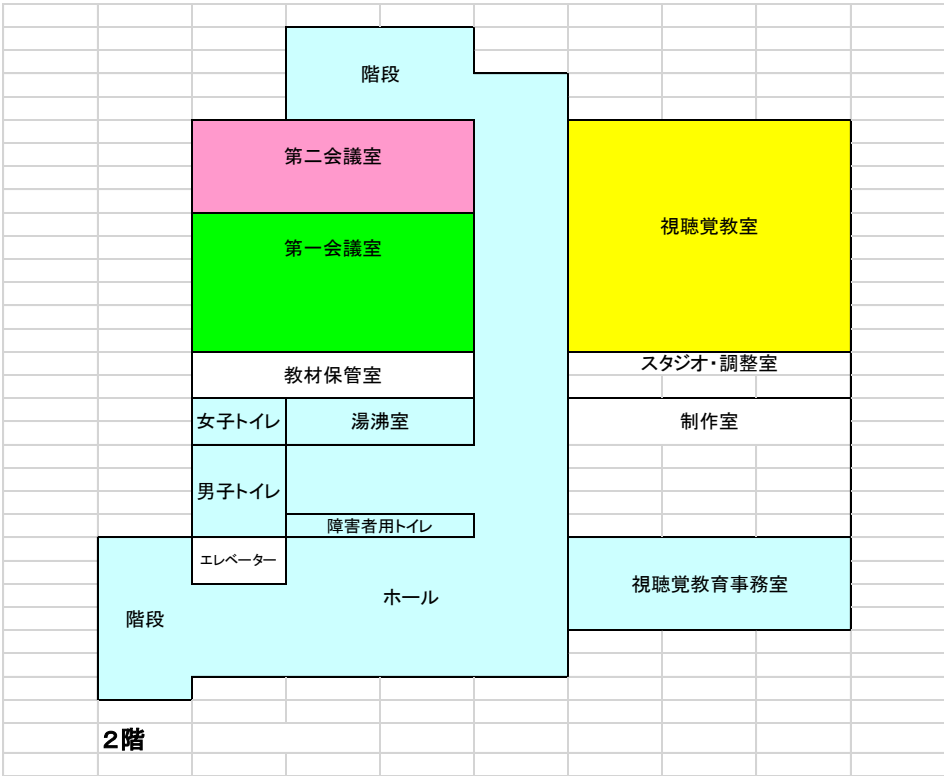 階段
第二会議室
視聴覚教室
第一会議室
スタジオ・調整室
教材保管室
女子トイレ
湯沸室
制作室
男子トイレ
障害者用トイレ
エレベーター
視聴覚教育事務室
ホール
階段
２階